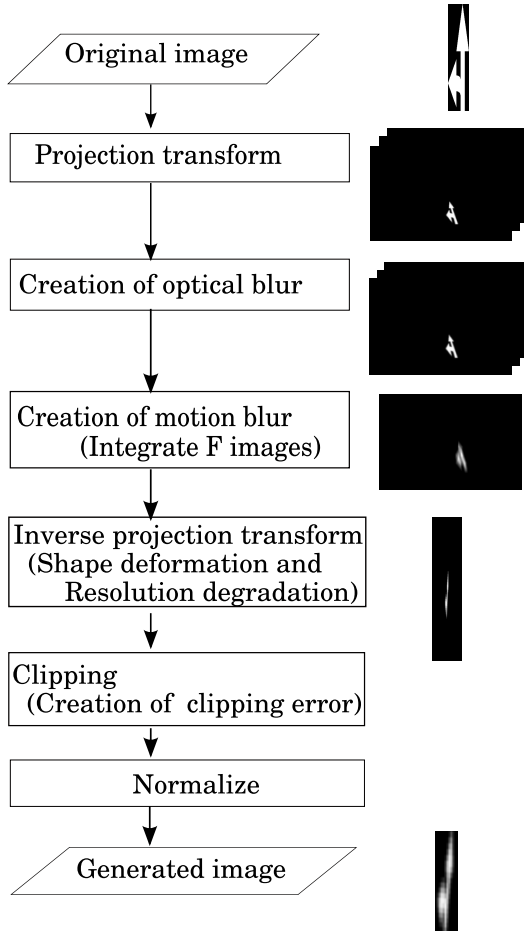 Original image
Projection transform
Creation of optical blur
Creation of motion blur
(Integrate F images)
Inverse projection transform
(Shape deformation and
Resolution degradation)
Clipping
(Creation of clipping error)
Normalize
Generated image